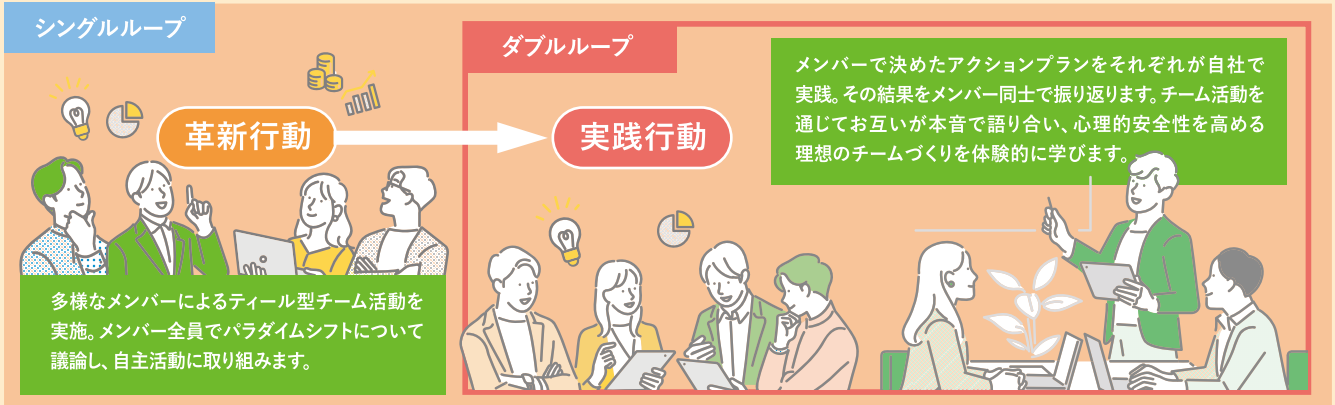 シングルループ
革新行動
多様なメンバーによるティール型チーム活動を
実施。メンバー全員でパラダイムシフトについて
議論し、自主活動に取り組みます。
ダブルループ
実践行動
メンバーで決めたアクションプランをそれぞれが自社で
実践。その結果をメンバー同士で振り返ります。チーム活動を
通じてお互いが本音で語り合い、心理的安全性を高める
理想のチームづくりを体験的に学びます。